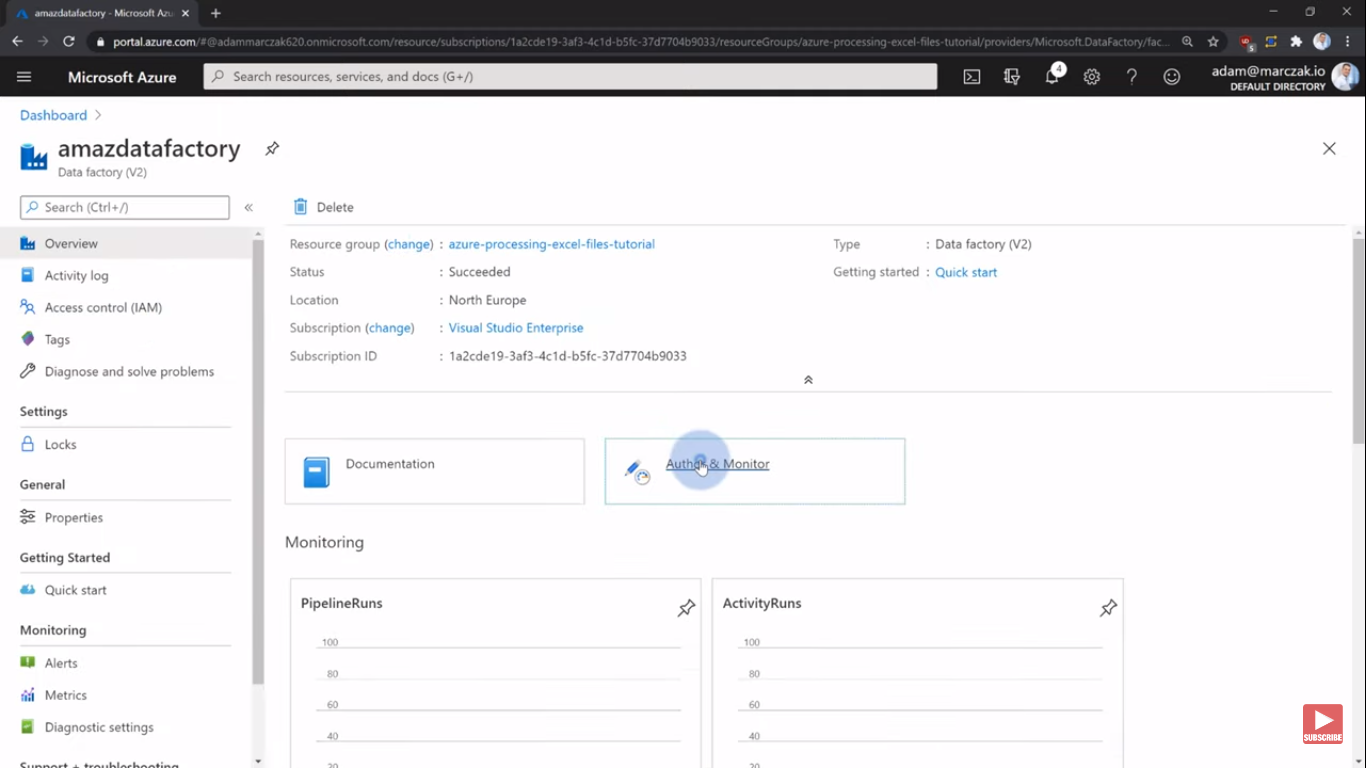 amazdatafactory - Microsoft Azu
portal.azure.com/#@adammarczak620.onmicrosoft.com/resource/subscriptions/1a2cde19-3af3-4c1d-b5fc-37d7704b9033/resourceGroups/azure-processing-excel-files-tutorial/providers/Microsoft.DataFactory/fac...
5
Microsoft Azure
Search resources, services, and docs (G+/)
4
adam@marczak.io
DEFAULT DIRECTORY
Dashboard
amazdatafactory
Data factory (V2)
Search (Ctrl+/)
Overview
Activity log
Access control (IAM)
Tags
Diagnose and solve problems
Settings
Locks
General
Properties
Getting Started
Quick start
Monitoring
Alerts
Metrics
Diagnostic settings
Support + troubleshooting
Delete
Resource group (change) : azure-processing-excel-files-tutorial
Status : Succeeded
Location : North Europe
Subscription (change) : Visual Studio Enterprise
Subscription ID : 1a2cde19-3af3-4c1d-b5fc-37d7704b9033
Type : Data factory (V2)
Getting started : Quick start
Documentation
Author & Monitor
Monitoring
PipelineRuns
100
80
60
40
20
ActivityRuns
100
80
60
40
20
SUBSCRIBE